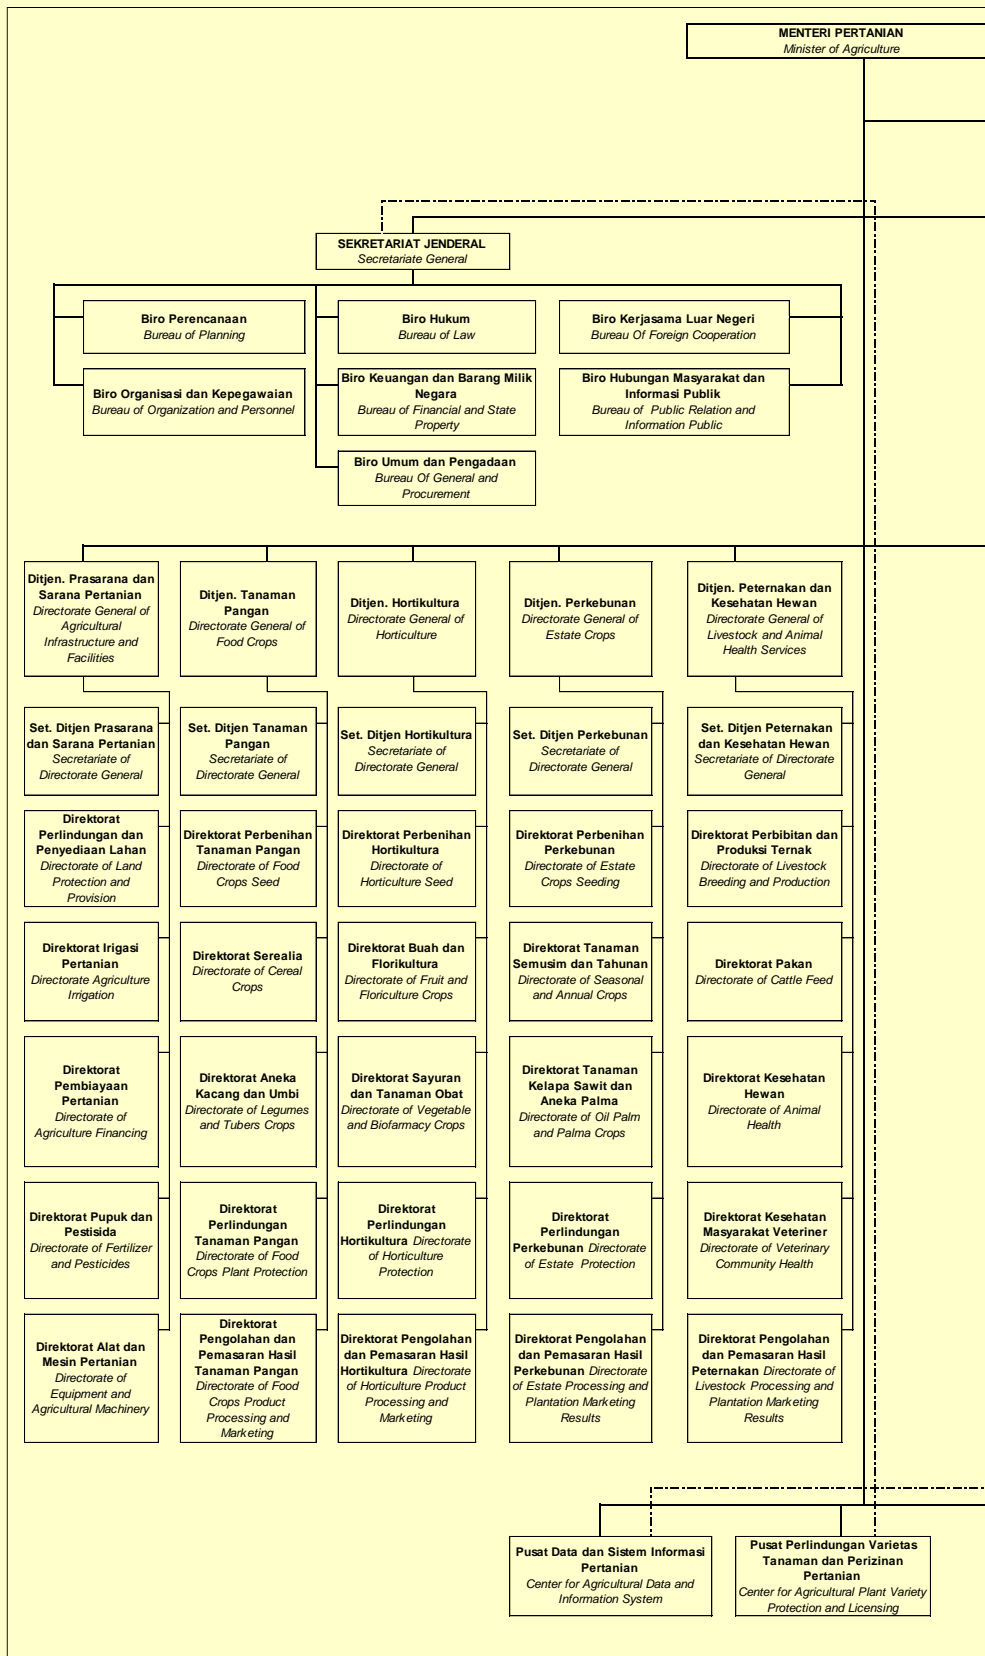 MENTERI PERTANIAN
Minister of Agriculture
SEKRETARIAT JENDERAL
Secretariate General
Biro Perencanaan
Bureau of Planning
Biro Hukum
Bureau of Law
Biro Kerjasama Luar Negeri
Bureau Of Foreign Cooperation
Biro Organisasi dan Kepegawaian
Bureau of Organization and Personnel
Biro Keuangan dan Barang Milik
Negara
Bureau of Financial and State
Property
Biro Hubungan Masyarakat dan
Informasi Publik
Bureau of Public Relation and
Information Public
Biro Umum dan Pengadaan
Bureau Of General and
Procurement
Ditjen. Prasarana dan
Sarana Pertanian
Directorate General of
Agricultural
Infrastructure and
Facilities
Ditjen. Tanaman
Pangan
Directorate General of
Food Crops
Ditjen. Hortikultura
Directorate General of
Horticulture
Ditjen. Perkebunan
Directorate General of
Estate Crops
Ditjen. Peternakan dan
Kesehatan Hewan
Directorate General of
Livestock and Animal
Health Services
Set. Ditjen Prasarana
dan Sarana Pertanian
Secretariate of
Directorate General
Set. Ditjen Tanaman
Pangan
Secretariate of
Directorate General
Set. Ditjen Hortikultura
Secretariate of
Directorate General
Set. Ditjen Perkebunan
Secretariate of
Directorate General
Set. Ditjen Peternakan
dan Kesehatan Hewan
Secretariate of Directorate
General
Direktorat
Perlindungan dan
Penyediaan Lahan
Directorate of Land
Protection and
Provision
Direktorat Perbenihan
Tanaman Pangan
Directorate of Food
Crops Seed
Direktorat Perbenihan
Hortikultura
Directorate of
Horticulture Seed
Direktorat Perbenihan
Perkebunan
Directorate of Estate
Crops Seeding
Direktorat Perbibitan dan
Produksi Ternak
Directorate of Livestock
Breeding and Production
Direktorat Irigasi
Pertanian
Directorate Agriculture
Irrigation
Direktorat Serealia
Directorate of Cereal
Crops
Direktorat Buah dan
Florikultura
Directorate of Fruit and
Floriculture Crops
Direktorat Tanaman
Semusim dan Tahunan
Directorate of Seasonal
and Annual Crops
Direktorat Pakan
Directorate of Cattle Feed
Direktorat
Pembiayaan
Pertanian
Directorate of
Agriculture Financing
Direktorat Aneka
Kacang dan Umbi
Directorate of Legumes
and Tubers Crops
Direktorat Sayuran
dan Tanaman Obat
Directorate of Vegetable
and Biofarmacy Crops
Direktorat Tanaman
Kelapa Sawit dan
Aneka Palma
Directorate of Oil Palm
and Palma Crops
Direktorat Kesehatan
Hewan
Directorate of Animal
Health
Direktorat Pupuk dan
Pestisida
Directorate of Fertilizer
and Pesticides
Direktorat
Perlindungan
Tanaman Pangan
Directorate of Food
Crops Plant Protection
Direktorat
Perlindungan
Hortikultura Directorate
of Horticulture
Protection
Direktorat
Perlindungan
Perkebunan Directorate
of Estate Protection
Direktorat Kesehatan
Masyarakat Veteriner
Directorate of Veterinary
Community Health
Direktorat Alat dan
Mesin Pertanian
Directorate of
Equipment and
Agricultural Machinery
Direktorat
Pengolahan dan
Pemasaran Hasil
Tanaman Pangan
Directorate of Food
Crops Product
Processing and
Marketing
Direktorat Pengolahan
dan Pemasaran Hasil
Hortikultura Directorate
of Horticulture Product
Processing and
Marketing
Direktorat Pengolahan
dan Pemasaran Hasil
Perkebunan Directorate
of Estate Processing and
Plantation Marketing
Results
Direktorat Pengolahan
dan Pemasaran Hasil
Peternakan Directorate of
Livestock Processing and
Plantation Marketing
Results
Pusat Data dan Sistem Informasi
Pertanian
Center for Agricultural Data and
Information System
Pusat Perlindungan Varietas
Tanaman dan Perizinan
Pertanian
Center for Agricultural Plant Variety
Protection and Licensing